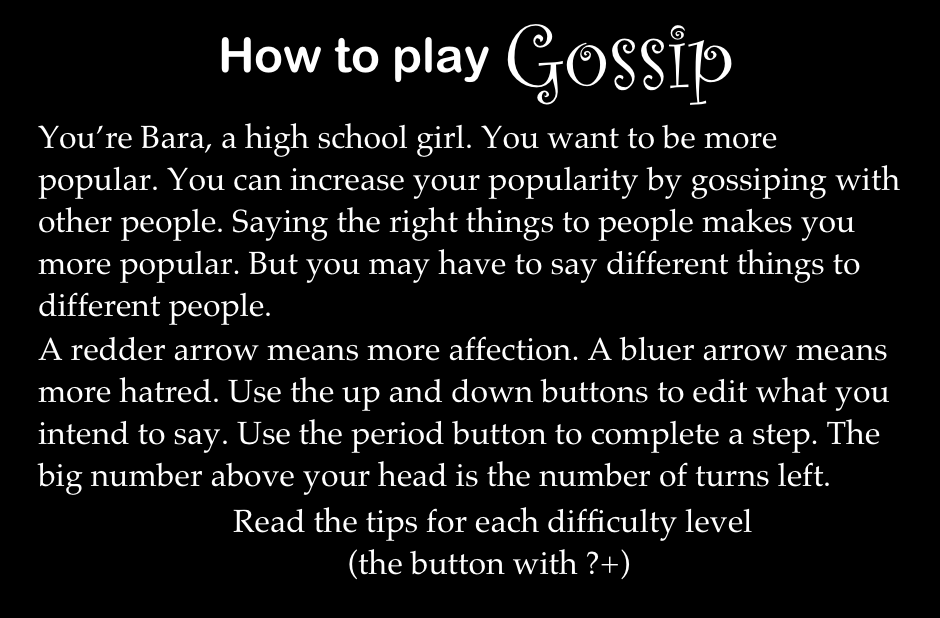 How to play Gossip
You're Bara, a high school girl. You want to be more
popular. You can increase your popularity by gossiping with
other people. Saying the right things to people makes you
more popular. But you may have to say different things to
different people.
A redder arrow means more affection. A bluer arrow means
more hatred. Use the up and down buttons to edit what you
intend to say. Use the period button to complete a step. The
big number above your head is the number of turns left.
Read the tips for each difficulty level
(the button with ?+)